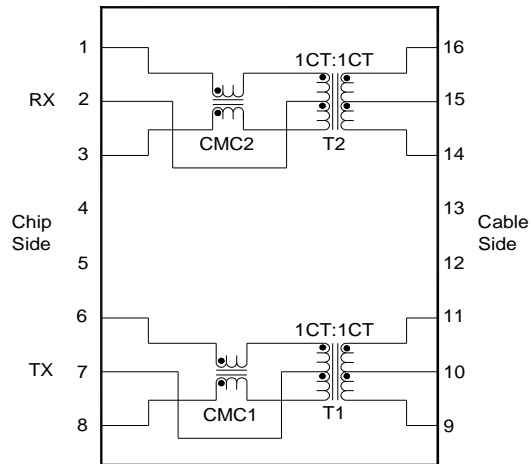 1
16
1CT:1CT
RX
2
15
3
CMC2
T2
14
4
13
Chip
Side
Cable
Side
5
12
6
11
1CT:1CT
TX
7
10
CMC1
T1
8
9